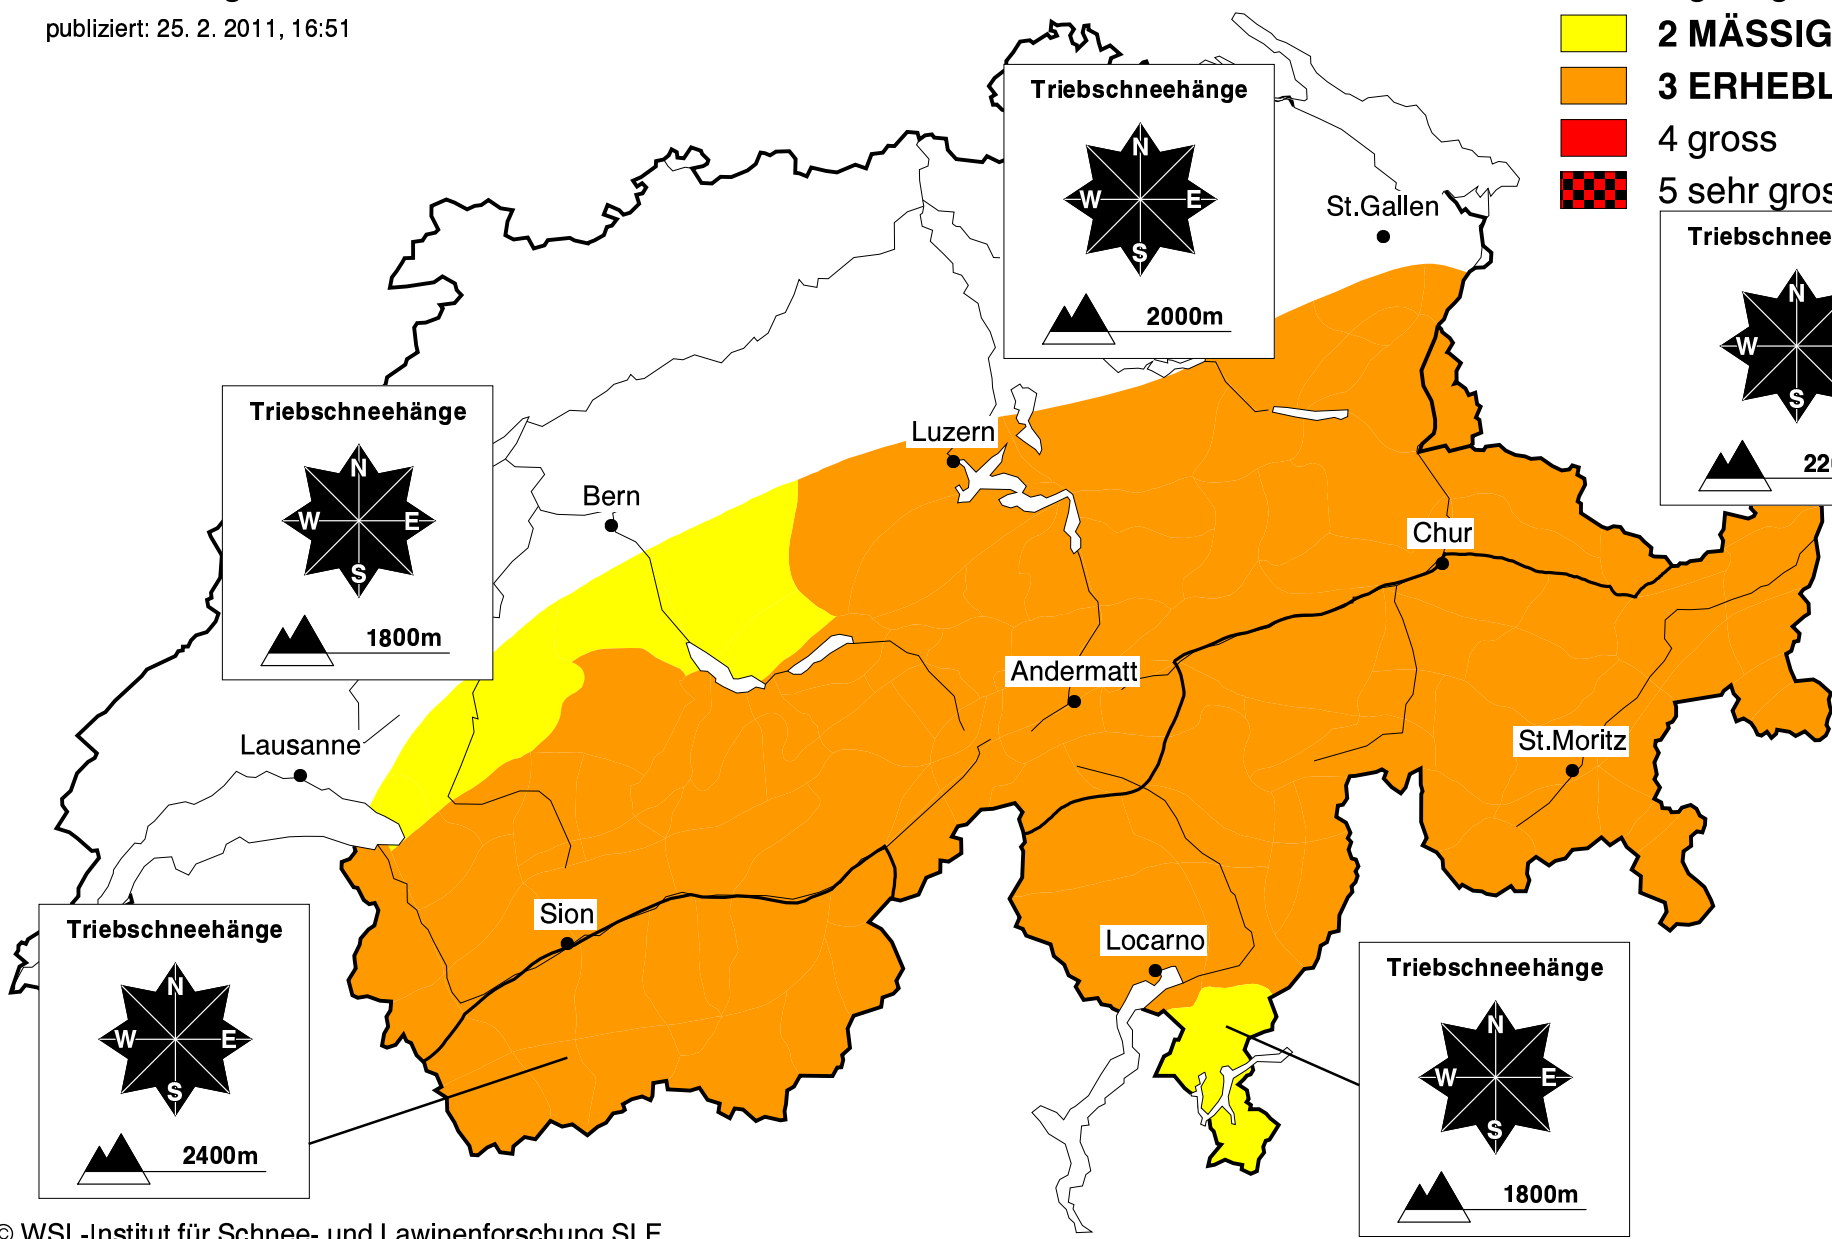 publiziert: 25. 2. 2011, 16:51
2 MÄSSIG
3 ERHEBL
4 gross
5 sehr gros
Triebschneehänge
N
W E
S
2000m
St.Gallen
Triebschnee
N
W
S
220
Triebschneehänge
N
W E
S
1800m
Luzern
Bern
Chur
Andermatt
Lausanne
St.Moritz
Sion
Locarno
Triebschneehänge
N
W E
S
2400m
Triebschneehänge
N
W E
S
1800m
© WSL-Institut für Schnee- und Lawinenforschung SLF